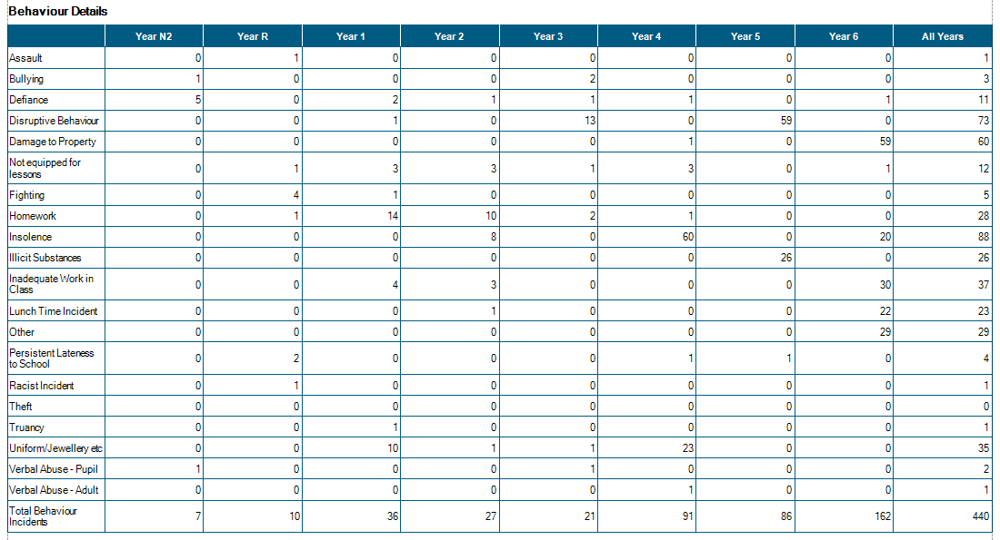 Behaviour Details
Year N2 Year R Year 1 Year 2 Year 3 Year 4 Year 5 Year 6 All Years
Assault 0 1 0 0 0 0 0 0 1
Bullying 1 0 0 0 2 0 0 0 3
Defiance 5 0 2 1 1 1 0 1 11
Disruptive Behaviour 0 0 1 0 13 0 59 0 73
Damage to Property 0 0 0 0 0 1 0 59 60
Not equipped for
lessons 0 1 3 3 1 3 0 1 12
Fighting 0 4 1 0 0 0 0 0 5
Homework 0 1 14 10 2 1 0 0 28
Insolence 0 0 0 8 0 60 0 20 88
Illicit Substances 0 0 0 0 0 0 26 0 26
Inadequate Work in
Class 0 0 4 3 0 0 0 30 37
Lunch Time Incident 0 0 0 1 0 0 0 22 23
Other 0 0 0 0 0 0 0 29 29
Persistent Lateness
to School 0 2 0 0 0 1 1 0 4
Racist Incident 0 1 0 0 0 0 0 0 1
Theft 0 0 0 0 0 0 0 0 0
Truancy 0 0 1 0 0 0 0 0 1
Uniform/Jewellery etc 0 0 10 1 1 23 0 0 35
Verbal Abuse - Pupil 1 0 0 0 1 0 0 0 2
Verbal Abuse - Adult 0 0 0 0 0 1 0 0 1
Total Behaviour
Incidents 7 10 36 27 21 91 86 162 440